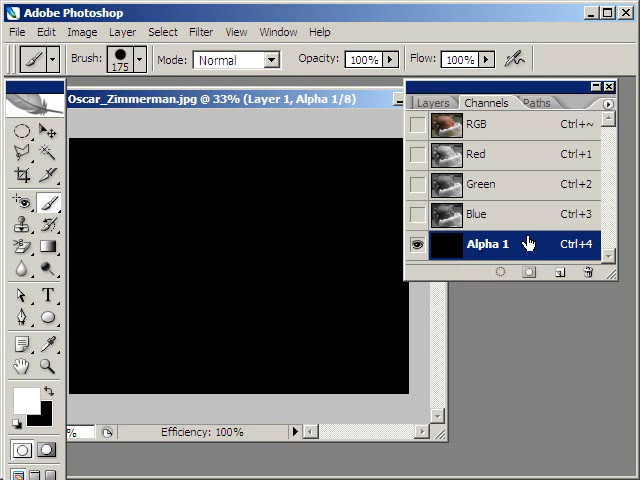 Adobe Photoshop
File Edit Image Layer Select Filter View Window Help
Brush: 175 Mode: Normal Opacity: 100% Flow: 100%
Oscar_Zimmerman.jpg @ 33% (Layer 1, Alpha 1/8)
Layers Channels Paths
RGB Ctrl+~
Red Ctrl+1
Green Ctrl+2
Blue Ctrl+3
Alpha 1 Ctrl+4
T
% Efficiency: 100%